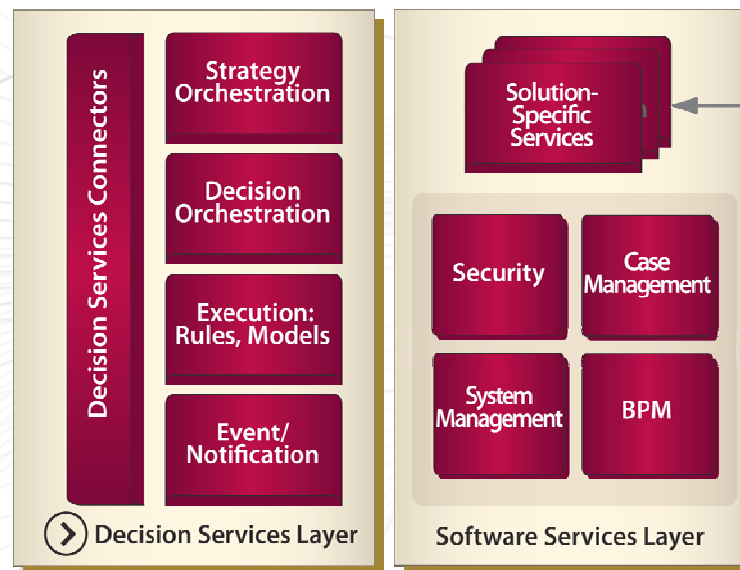 Decision Services Connectors
Strategy
Orchestration
Decision
Orchestration
Execution:
Rules, Models
Event/
Notification
Decision Services Layer
Solution-
Specific
Services
Security
Case
Management
System
Management
BPM
Software Services Layer